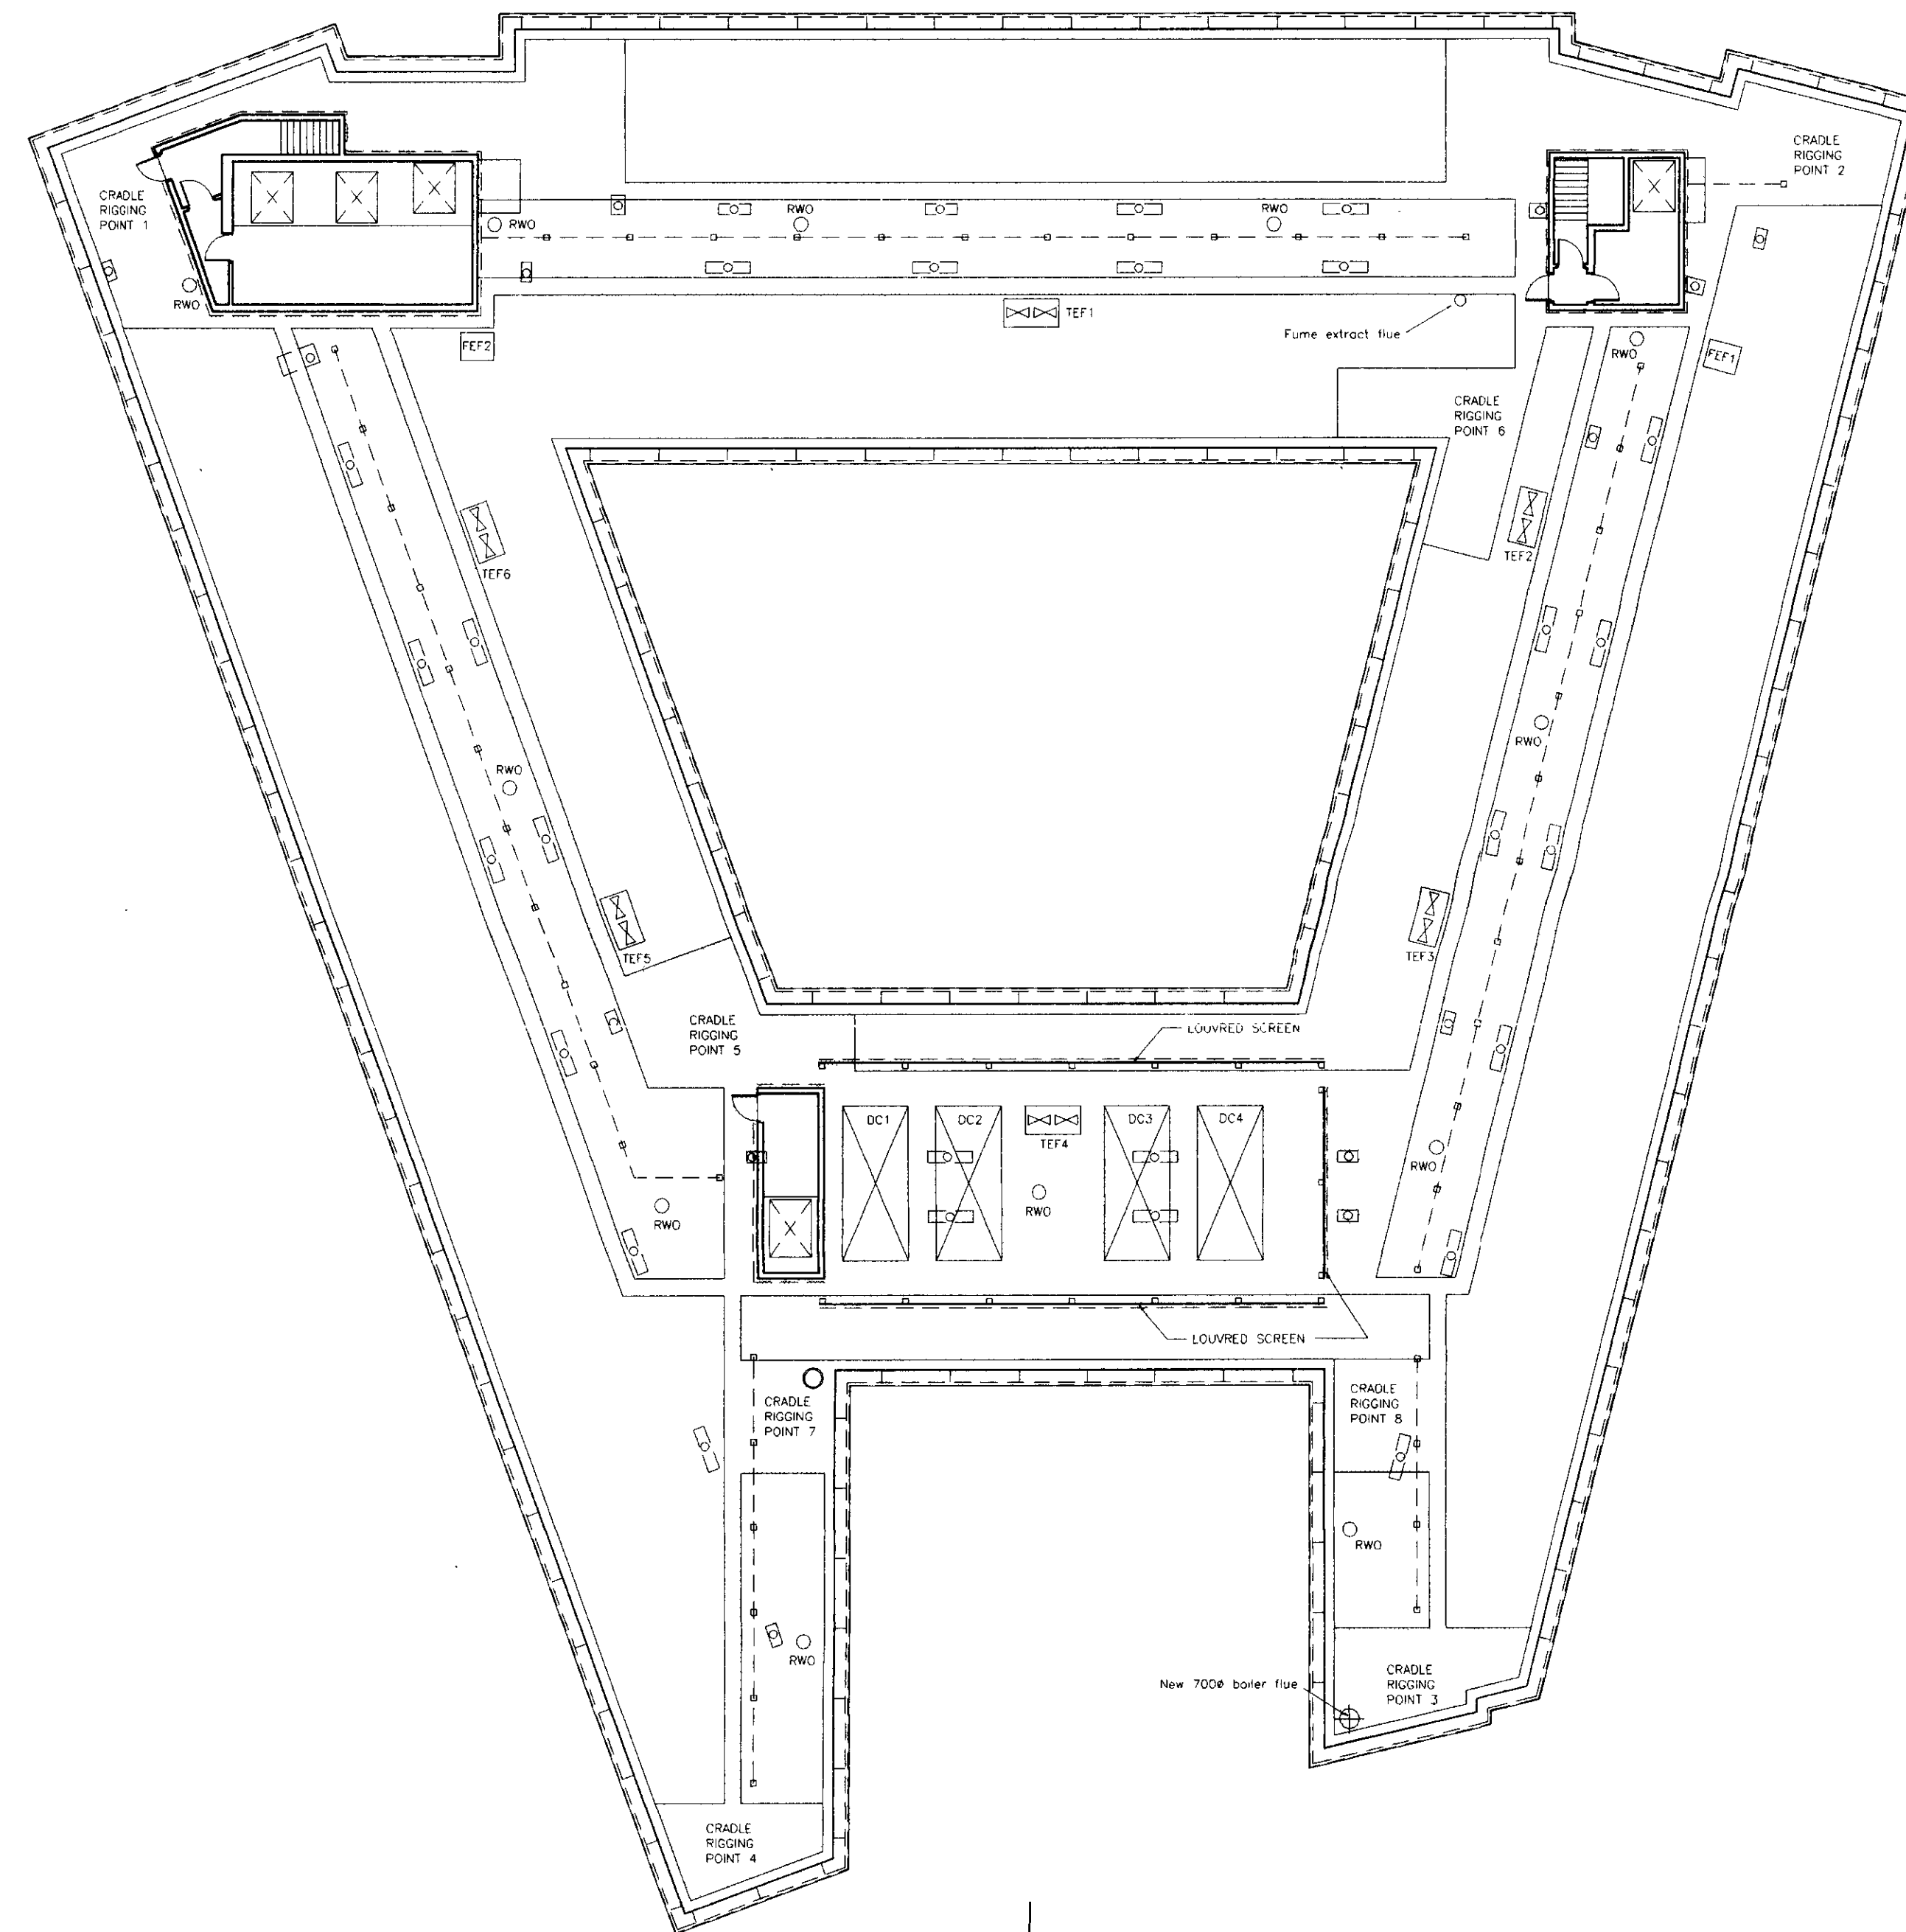 CRADLE
RIGGING
POINT 2
CRADLE
RIGGING
POINT 1
RWO
RWO
RWO
RWO
TEF1
Fume extract flue
FEF2
RWO
FEF1
CRADLE
RIGGING
POINT 6
TEF6
TEF2
RWO
RWO
TEF5
TEF3
CRADLE
RIGGING
POINT 5
LOUVRED SCREEN
DC1
DC2
TEF4
DC3
DC4
RWO
RWO
RWO
LOUVRED SCREEN
CRADLE
RIGGING
POINT 7
CRADLE
RIGGING
POINT 8
RWO
RWO
New 700ø boiler flue
CRADLE
RIGGING
POINT 3
CRADLE
RIGGING
POINT 4